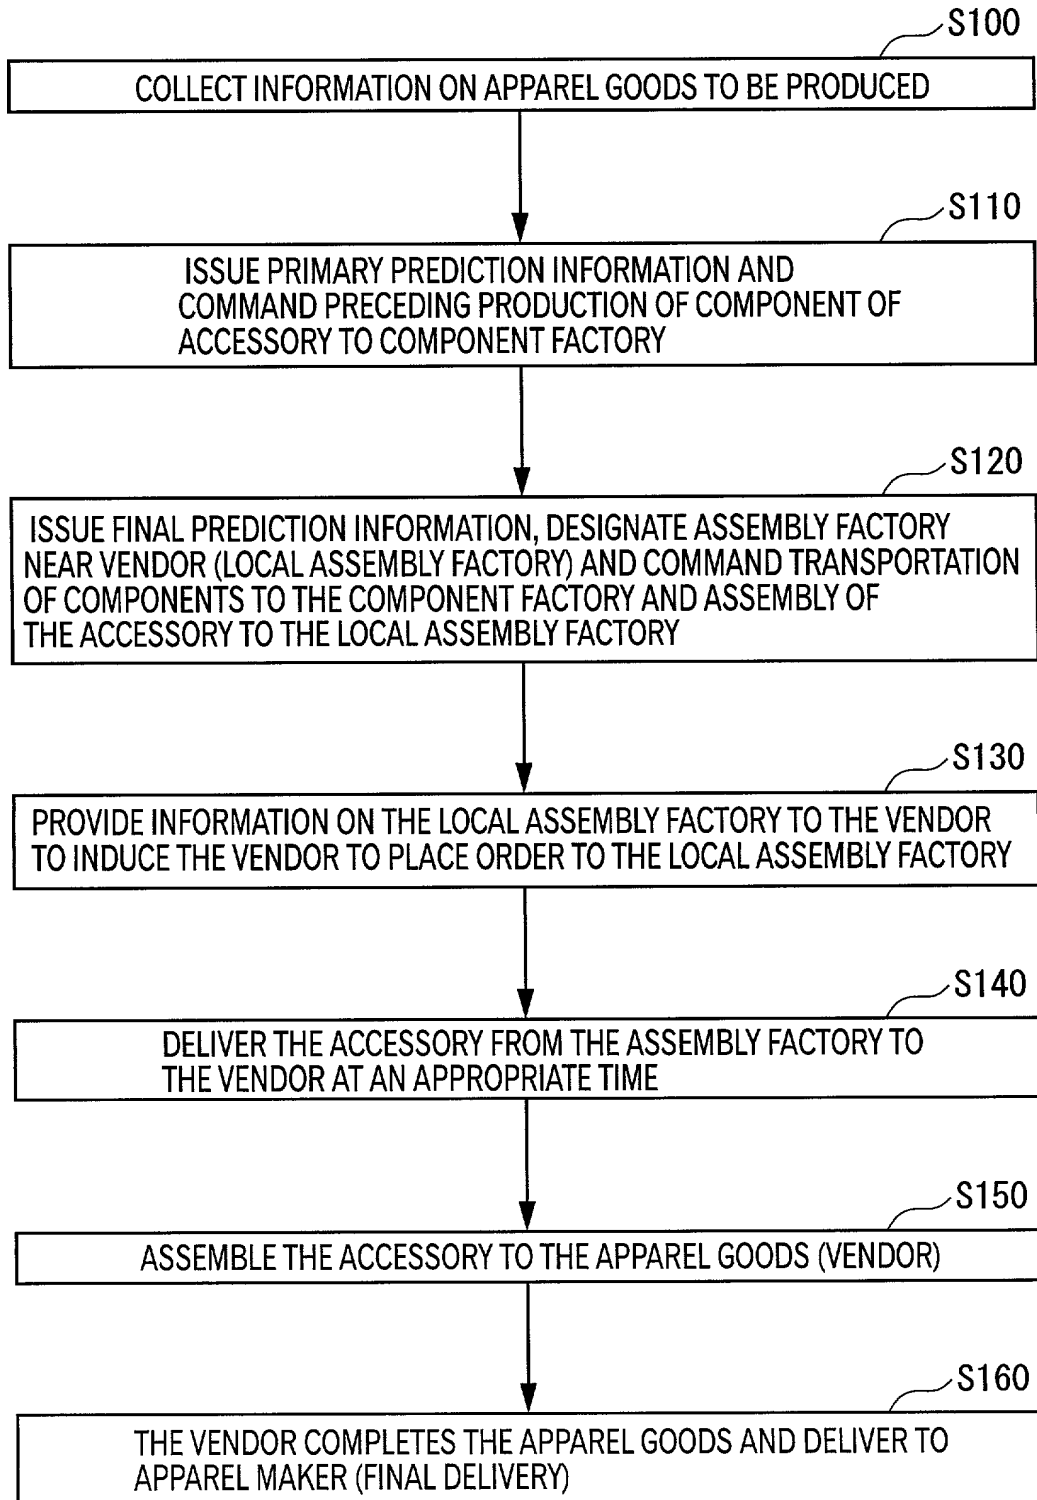 S100
COLLECT INFORMATION ON APPAREL GOODS TO BE PRODUCED
S110
ISSUE PRIMARY PREDICTION INFORMATION AND
COMMAND PRECEDING PRODUCTION OF COMPONENT OF
ACCESSORY TO COMPONENT FACTORY
S120
ISSUE FINAL PREDICTION INFORMATION, DESIGNATE ASSEMBLY FACTORY
NEAR VENDOR (LOCAL ASSEMBLY FACTORY) AND COMMAND TRANSPORTATION
OF COMPONENTS TO THE COMPONENT FACTORY AND ASSEMBLY OF
THE ACCESSORY TO THE LOCAL ASSEMBLY FACTORY
S130
PROVIDE INFORMATION ON THE LOCAL ASSEMBLY FACTORY TO THE VENDOR
TO INDUCE THE VENDOR TO PLACE ORDER TO THE LOCAL ASSEMBLY FACTORY
S140
DELIVER THE ACCESSORY FROM THE ASSEMBLY FACTORY TO
THE VENDOR AT AN APPROPRIATE TIME
S150
ASSEMBLE THE ACCESSORY TO THE APPAREL GOODS (VENDOR)
S160
THE VENDOR COMPLETES THE APPAREL GOODS AND DELIVER TO
APPAREL MAKER (FINAL DELIVERY)